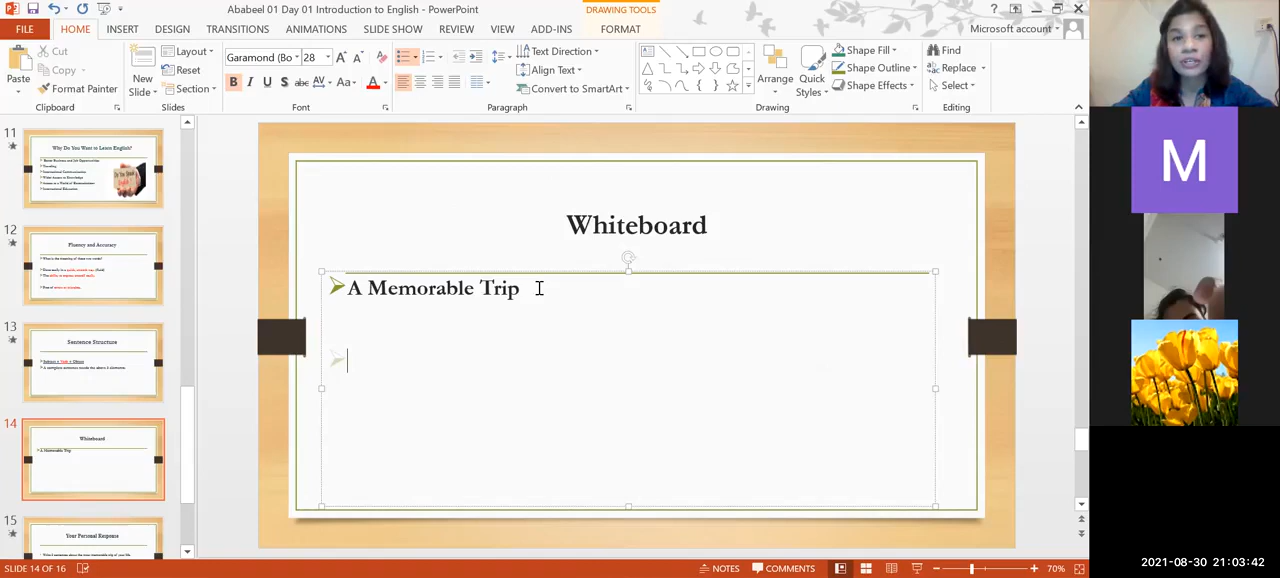 Ababeel 01 Day 01 Introduction to English - PowerPoint
DRAWING TOOLS
FILE HOME INSERT DESIGN TRANSITIONS ANIMATIONS SLIDE SHOW REVIEW VIEW ADD-INS FORMAT
Microsoft account
Paste
Cut
Copy
Format Painter
Clipboard
New Slide
Layout
Reset
Section
Slides
Garamond (Bo 28
B I U S abc AV Aa A
Font
Text Direction
Align Text
Convert to SmartArt
Paragraph
Arrange
Quick Styles
Shape Fill
Shape Outline
Shape Effects
Drawing
Find
Replace
Select
Editing
11
Why Do You Want to Learn English?
12
Fluency and Accuracy
13
Sentence Structure
14
Whiteboard
A Memorable Trip
15
Your Personal Response
Whiteboard
A Memorable Trip
M
SLIDE 14 OF 16
NOTES
COMMENTS
70%
2021-08-30 21:03:42